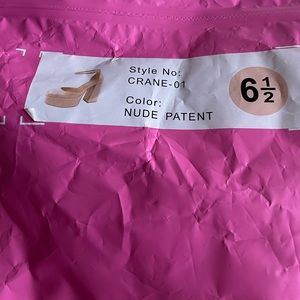 Style No:
CRANE-01
Color:
NUDE PATENT
6½